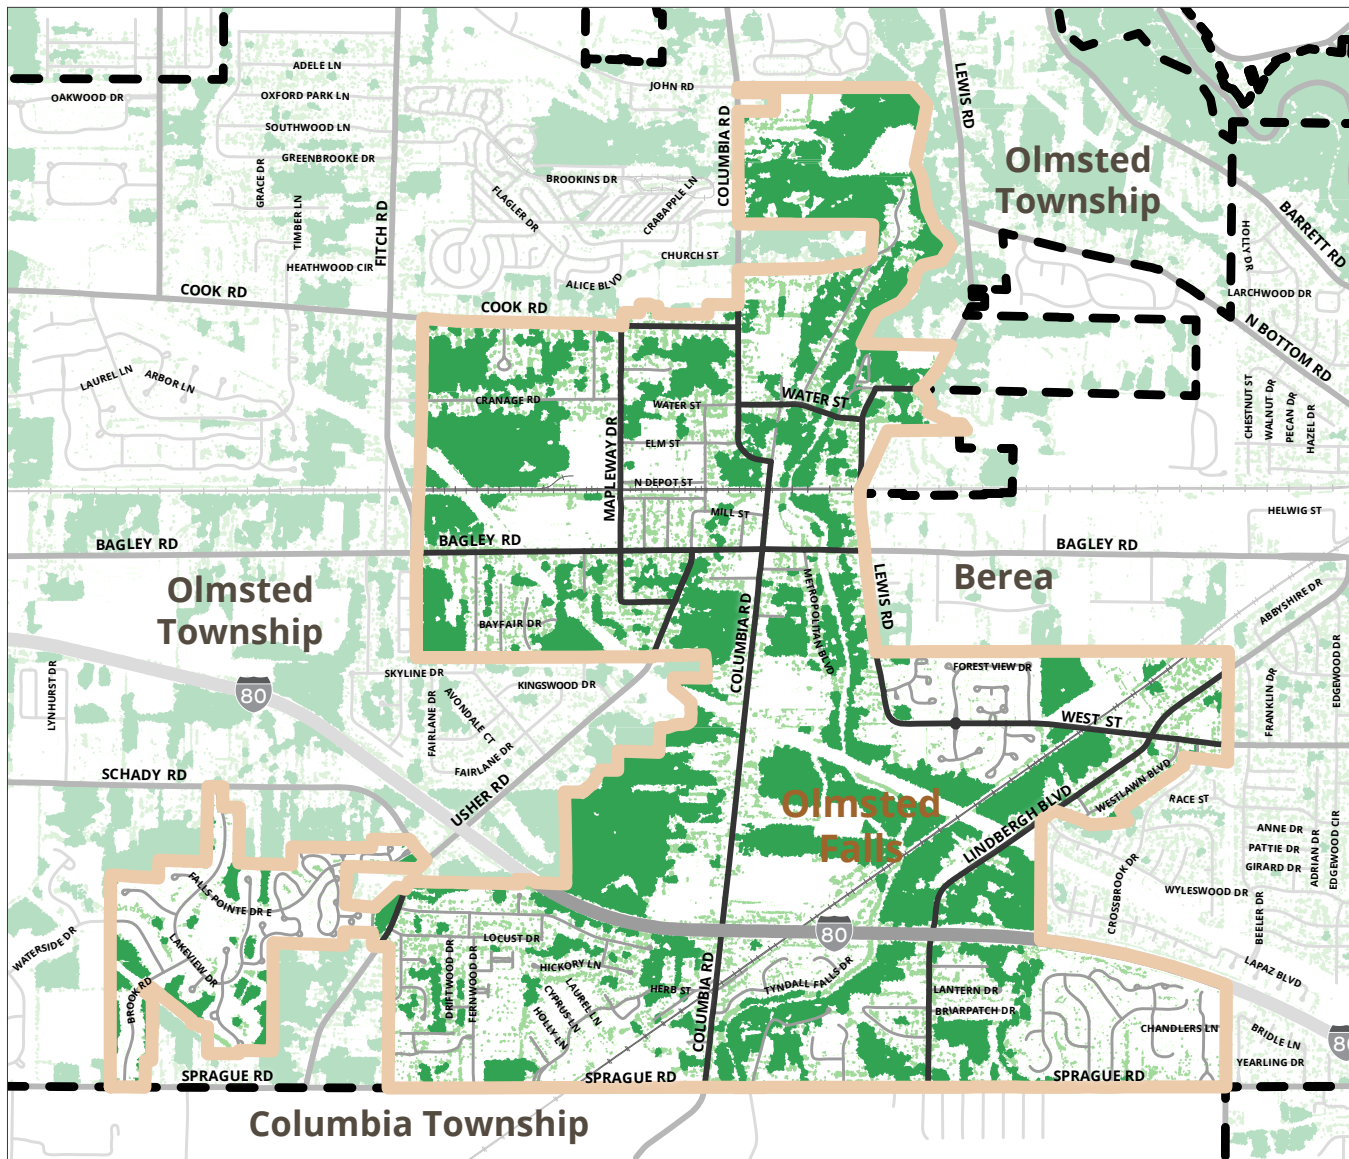 ADELE LN
OAKWOOD DR
OXFORD PARK LN
JOHN RD
LEWIS RD
COLUMBIA RD
SOUTHWOOD LN
GREENBROOKE DR
GRACE DR
Olmsted
Township
BROOKINS DR
CRABAPPLE LN
FLAGLER DR
TIMBER LN
FITCH RD
BARRETT RD
HOLLY DR
CHURCH ST
HEATHWOOD CIR
ALICE BLVD
COOK RD
COOK RD
LARCHWOOD DR
N BOTTOM RD
LAUREL LN
ARBOR LN
CRANAGE RD
WATER ST
WATER ST
CHESTNUT ST
WALNUT DR
PECAN DR
HAZEL DR
MAPLEWAY DR
ELM ST
N DEPOT ST
MILL ST
HELWIG ST
BAGLEY RD
BAGLEY RD
BAGLEY RD
Olmsted
Township
Berea
LEWIS RD
METROPOLITAN BLVD
COLUMBIA RD
ABBYSHIRE DR
BAYFAIR DR
EDGEWOOD DR
FRANKLIN DR
LYNHURST DR
SKYLINE DR
KINGSWOOD DR
FOREST VIEW DR
80
FAIRLANE DR
AVONDALE CT
FAIRLANE DR
WEST ST
SCHADY RD
USHER RD
WESTLAWN BLVD
RACE ST
Olmsted
Falls
LINDBERGH BLVD
ANNE DR
PATTIE DR
GIRARD DR
ADRIAN DR
EDGEWOOD CIR
CROSSBROOK DR
WYLESWOOD DR
BEELER DR
FALLS POINTE DR E
WATERSIDE DR
LAKEVIEW DR
LOCUST DR
80
HICKORY LN
DRIFTWOOD DR
FERNWOOD DR
CYPRUS LN
LAUREL LN
HOLLY LN
HERB ST
COLUMBIA RD
TYNDALL FALLS DR
LAPAZ BLVD
BROOK RD
LANTERN DR
BRIARPATCH DR
CHANDLERS LN
BRIDLE LN
80
YEARLING DR
SPRAGUE RD
SPRAGUE RD
SPRAGUE RD
Columbia Township